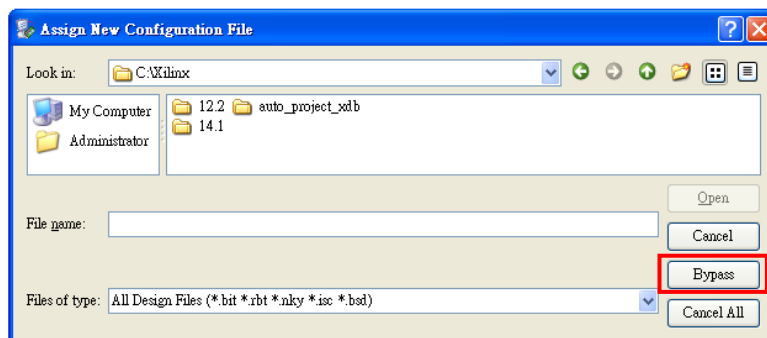 Assign New Configuration File
Look in: C:\Xilinx
My Computer
Administrator
12.2 auto_project_xdb
14.1
Open
File name:
Cancel
Bypass
Files of type: All Design Files (*.bit *.rbt *.nky *.isc *.bsd)
Cancel All